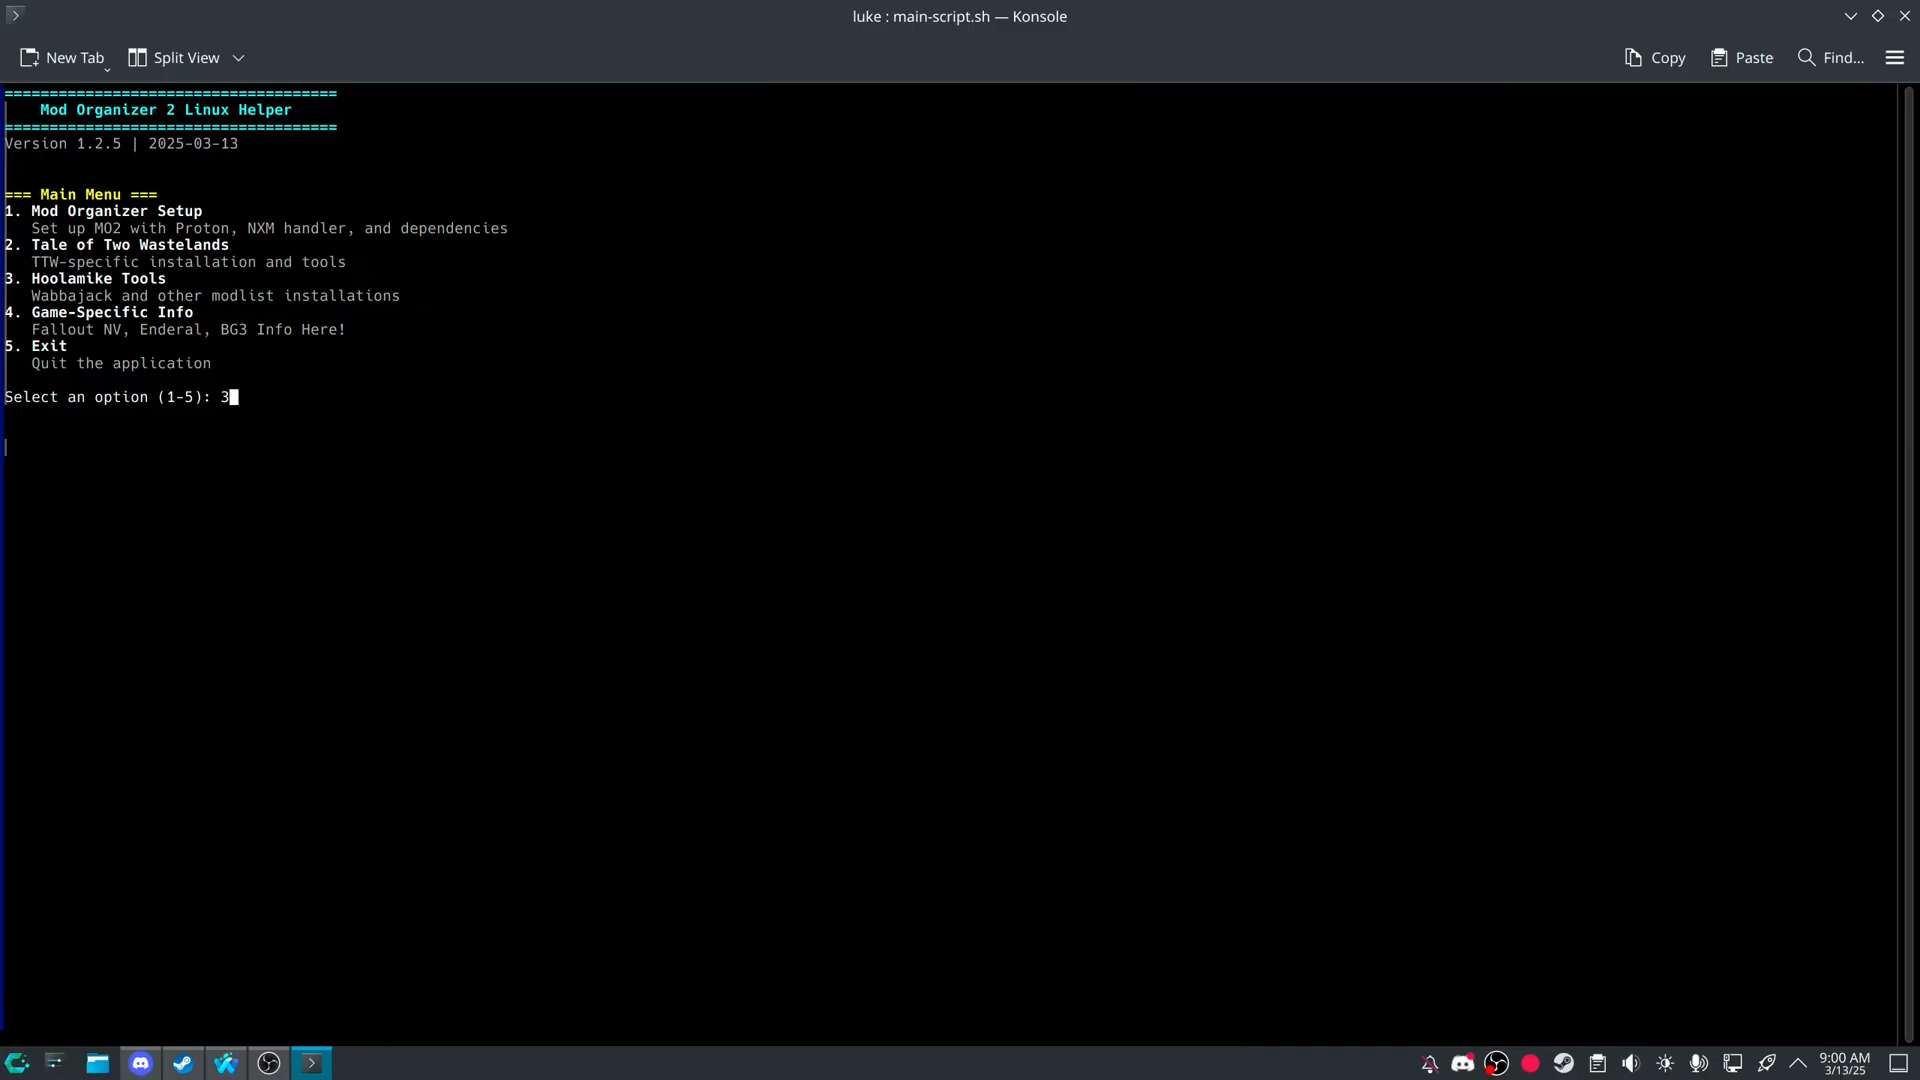 luke : main-script.sh — Konsole
New Tab
Split View
Copy
Paste
Find...
=====================================
Mod Organizer 2 Linux Helper
=====================================
Version 1.2.5 | 2025-03-13
=== Main Menu ===
1. Mod Organizer Setup
Set up MO2 with Proton, NXM handler, and dependencies
2. Tale of Two Wastelands
TTW-specific installation and tools
3. Hoolamike Tools
Wabbajack and other modlist installations
4. Game-Specific Info
Fallout NV, Enderal, BG3 Info Here!
5. Exit
Quit the application
Select an option (1-5): 3
9:00 AM
3/13/25